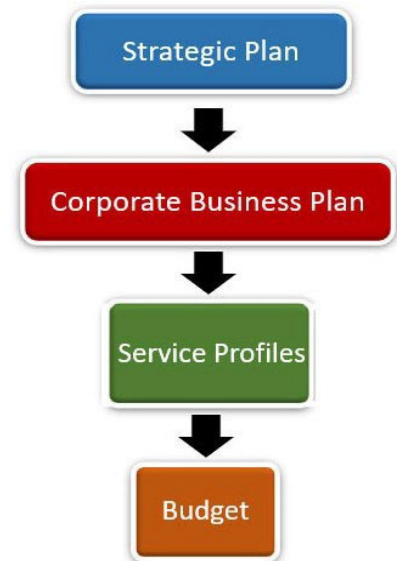 Strategic Plan
Corporate Business Plan
Service Profiles
Budget